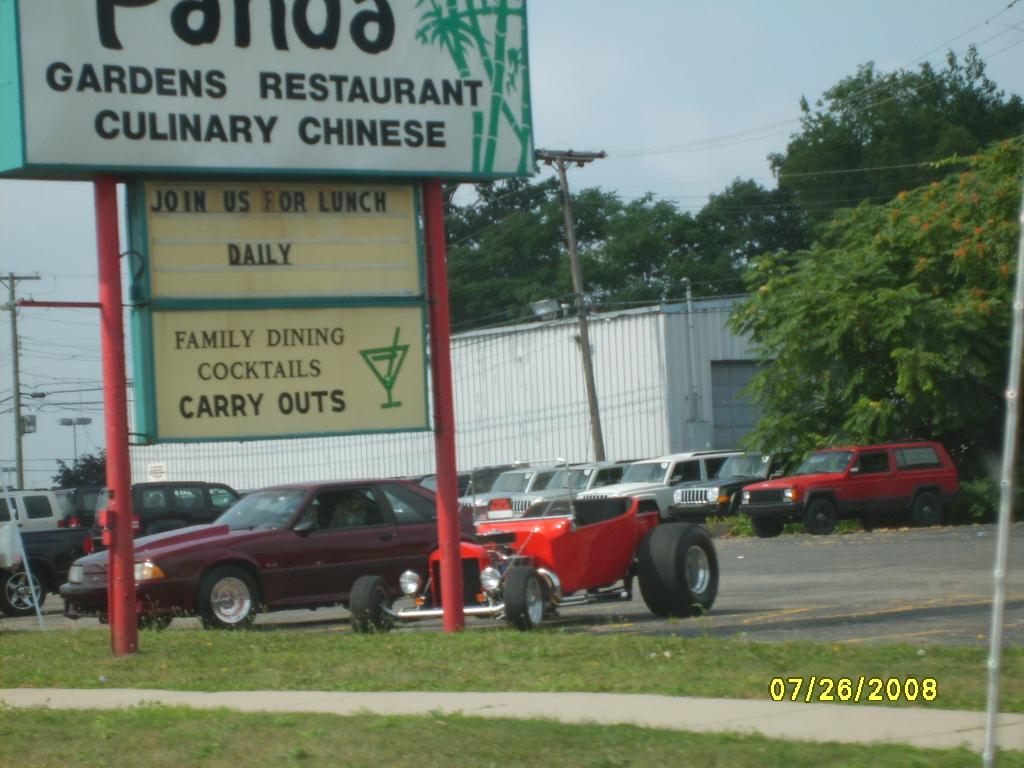 Panda
GARDENS RESTAURANT
CULINARY CHINESE
JOIN US FOR LUNCH
DAILY
FAMILY DINING
COCKTAILS
CARRY OUTS
07/26/2008